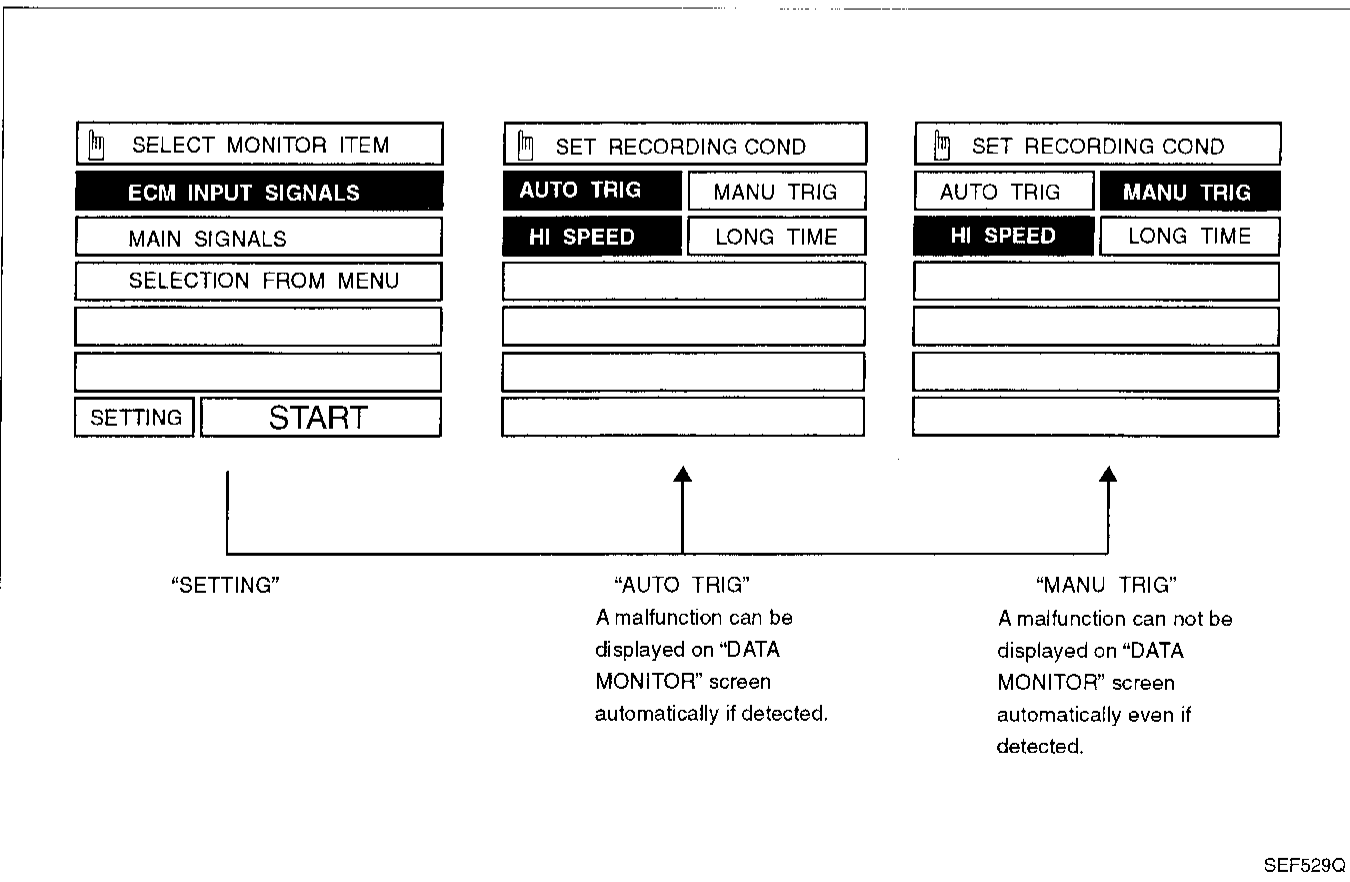 SELECT MONITOR ITEM
ECM INPUT SIGNALS
MAIN SIGNALS
SELECTION FROM MENU
SETTING START
SET RECORDING COND
AUTO TRIG MANU TRIG
HI SPEED LONG TIME
SET RECORDING COND
AUTO TRIG MANU TRIG
HI SPEED LONG TIME
“SETTING”
“AUTO TRIG”
A malfunction can be
displayed on “DATA
MONITOR” screen
automatically if detected.
“MANU TRIG”
A malfunction can not be
displayed on “DATA
MONITOR” screen
automatically even if
detected.
SEF529Q